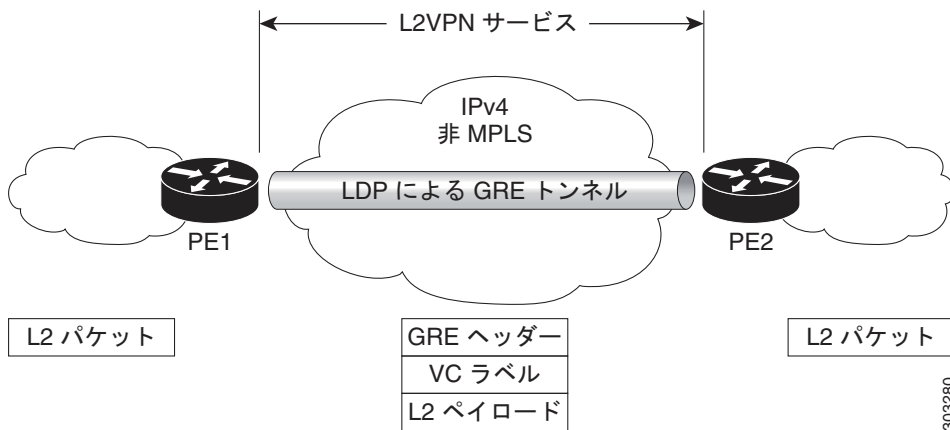 L2VPN サービス
IPv4
非 MPLS
LDP による GRE トンネル
PE1
PE2
L2 パケット
GRE ヘッダー
VC ラベル
L2 ペイロード
L2 パケット
303280